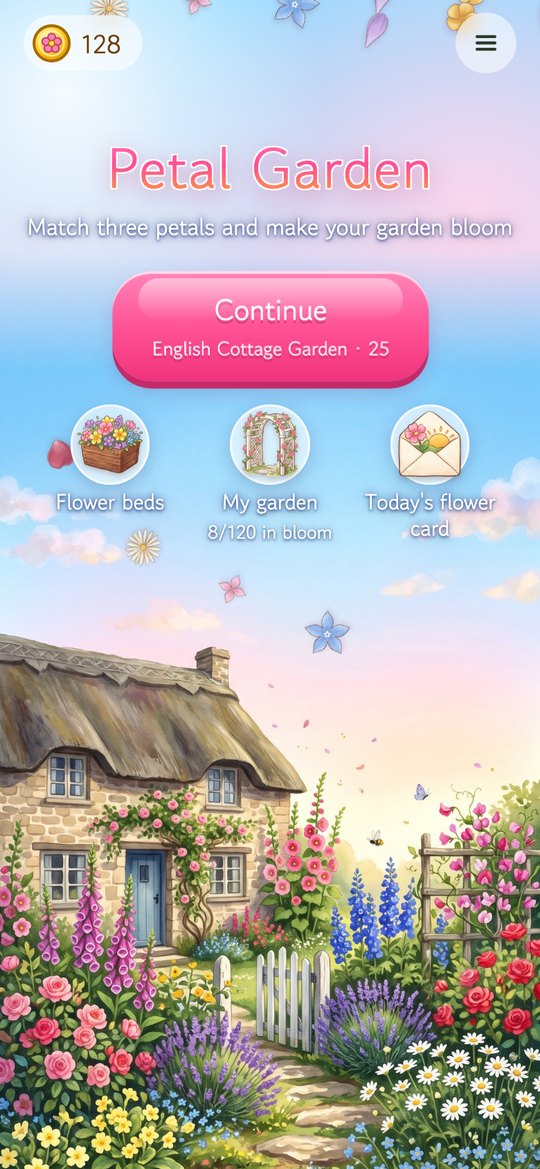 128
Petal Garden
Match three petals and make your garden bloom
Continue
English Cottage Garden · 25
Flower beds
My garden
8/120 in bloom
Today's flower
card